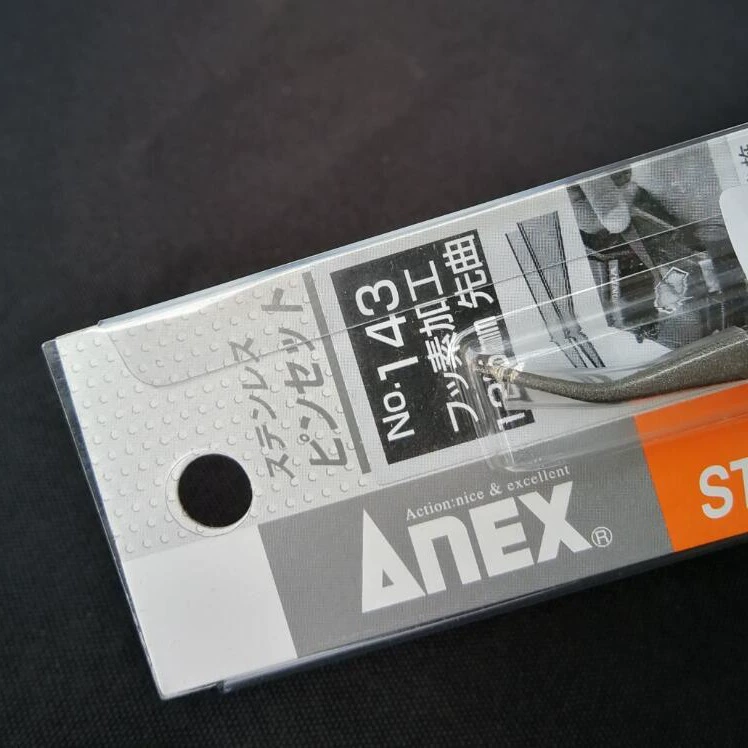 ステンレス
ピンセット
No.143
フッ素加工
先曲
Action:nice & excellent
ANEX®
ST